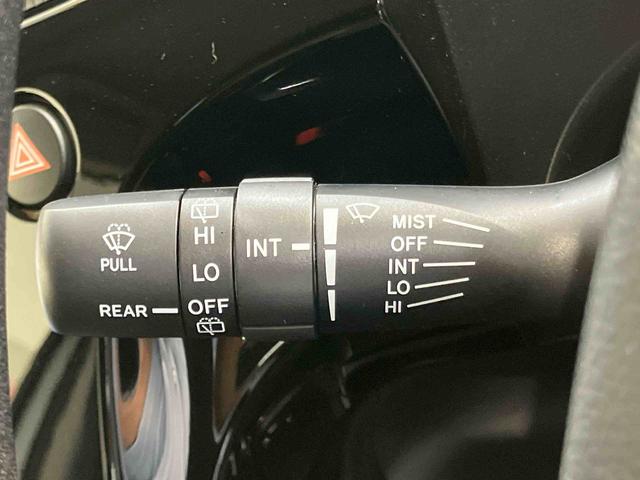 PULL
REAR
HI
LO
OFF
INT
MIST
OFF
INT
LO
HI